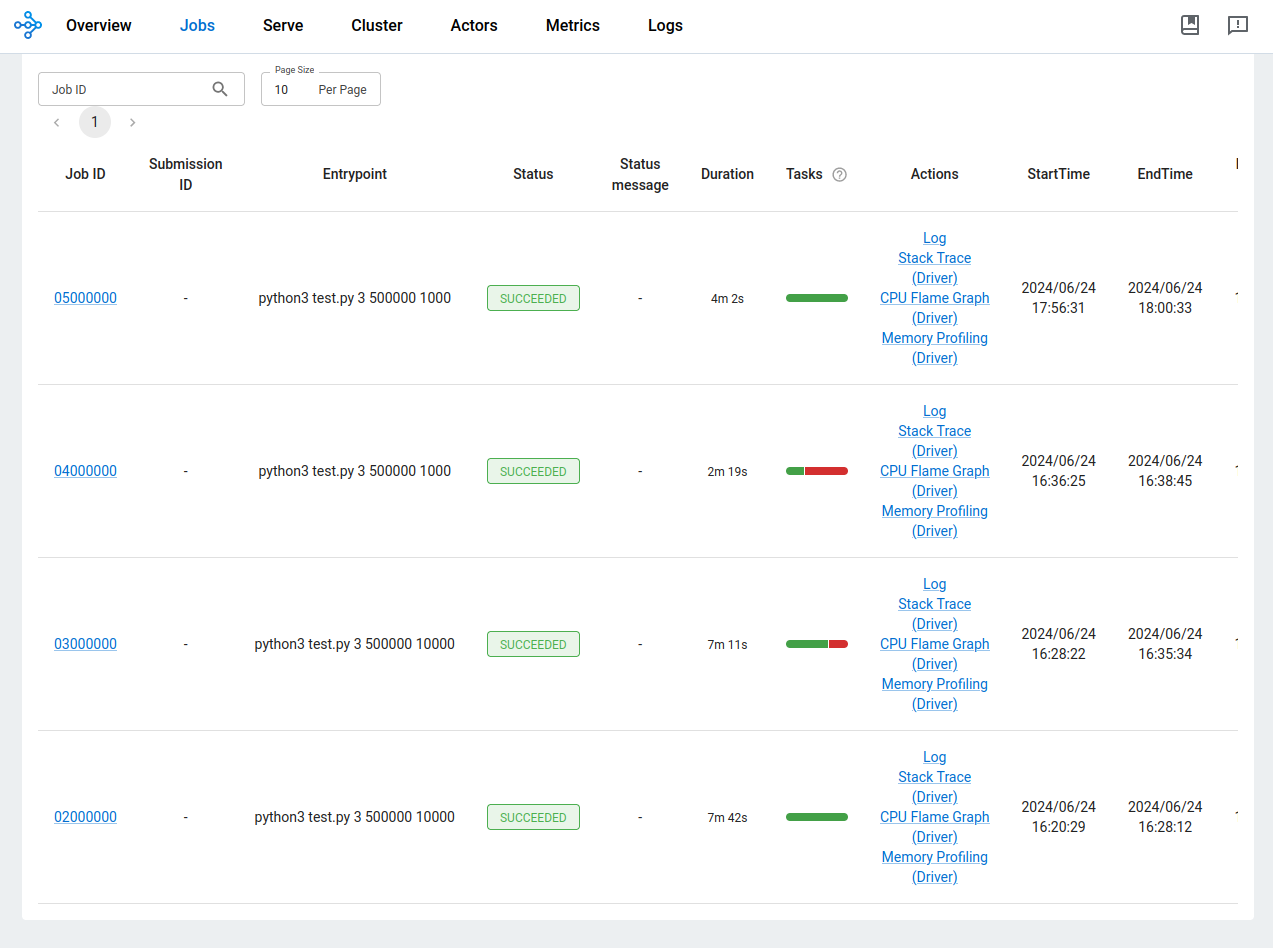 Overview Jobs Serve Cluster Actors Metrics Logs
Page Size
Job ID 10 Per Page
1
Job ID Submission ID Entrypoint Status Status message Duration Tasks Actions StartTime EndTime
05000000 - python3 test.py 3 500000 1000 SUCCEEDED - 4m 2s
Log
Stack Trace
(Driver)
CPU Flame Graph
(Driver)
Memory Profiling
(Driver)
2024/06/24
17:56:31
2024/06/24
18:00:33
04000000 - python3 test.py 3 500000 1000 SUCCEEDED - 2m 19s
Log
Stack Trace
(Driver)
CPU Flame Graph
(Driver)
Memory Profiling
(Driver)
2024/06/24
16:36:25
2024/06/24
16:38:45
03000000 - python3 test.py 3 500000 10000 SUCCEEDED - 7m 11s
Log
Stack Trace
(Driver)
CPU Flame Graph
(Driver)
Memory Profiling
(Driver)
2024/06/24
16:28:22
2024/06/24
16:35:34
02000000 - python3 test.py 3 500000 10000 SUCCEEDED - 7m 42s
Log
Stack Trace
(Driver)
CPU Flame Graph
(Driver)
Memory Profiling
(Driver)
2024/06/24
16:20:29
2024/06/24
16:28:12